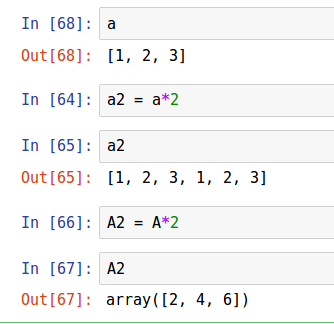 In [68]: a
Out[68]: [1, 2, 3]
In [64]: a2 = a*2
In [65]: a2
Out[65]: [1, 2, 3, 1, 2, 3]
In [66]: A2 = A*2
In [67]: A2
Out[67]: array([2, 4, 6])